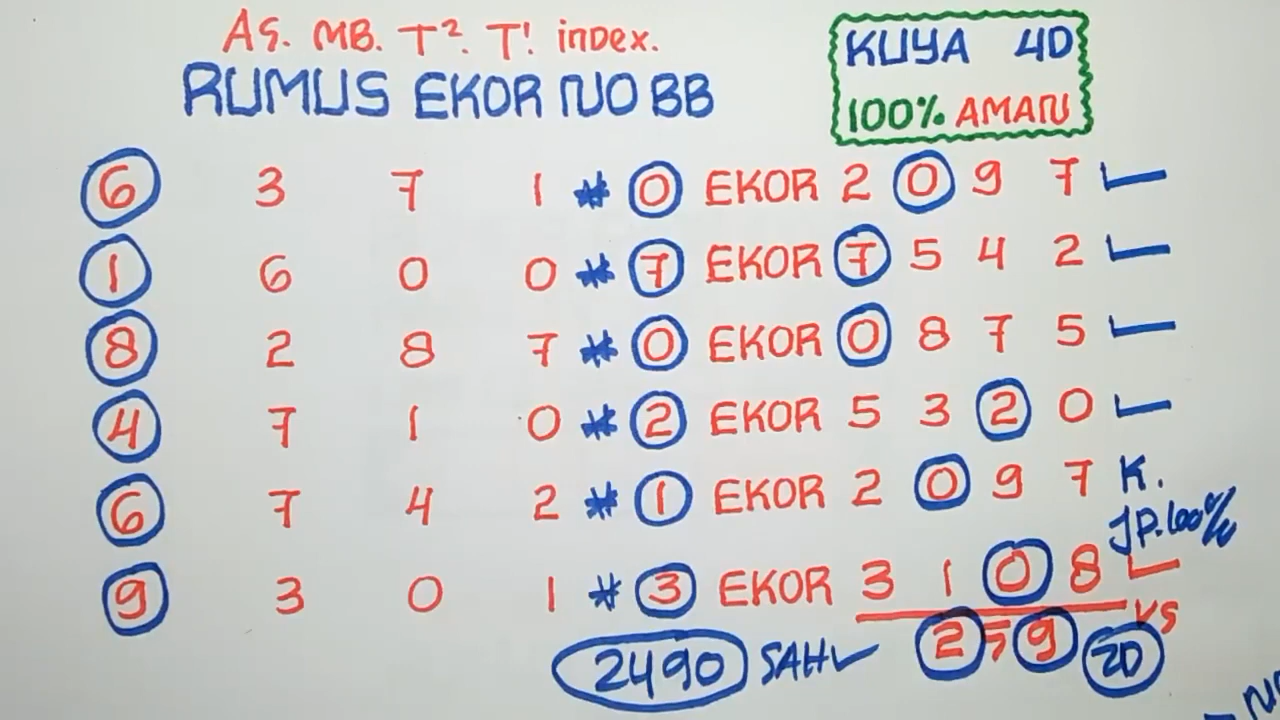 AS. MB. T². T! index.
RUMUS EKOR NO BB
KUYA 4D
100% AMAN
6 3 7 1 * 0 EKOR 2 0 9 7 ✓
1 6 0 0 * 7 EKOR 7 5 4 2 ✓
8 2 8 7 * 0 EKOR 0 8 7 5 ✓
4 7 1 0 * 2 EKOR 5 3 2 0 ✓
6 7 4 2 * 1 EKOR 2 0 9 7 K.
JP.100%
9 3 0 1 * 3 EKOR 3 1 0 8 ✓
2490 SAH ✓ 2 5 9 2D VS